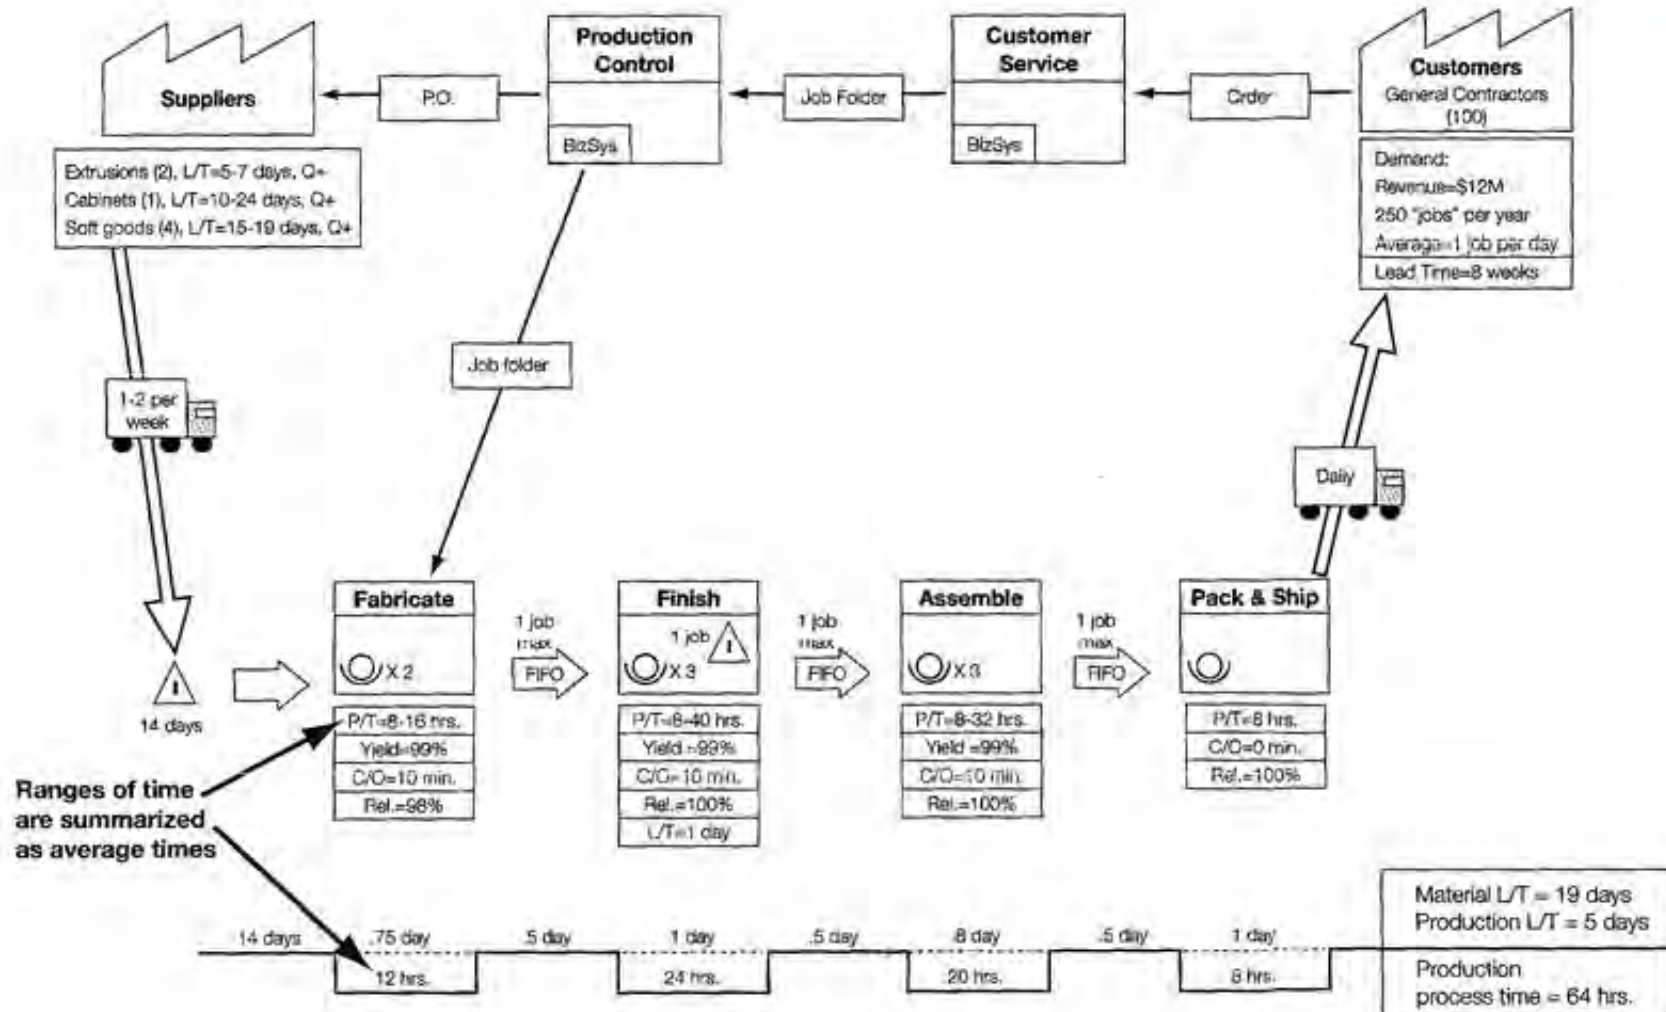 Suppliers
P.O.
Production
Control
BizSys
Job Folder
Customer
Service
BizSys
Order
Customers
General Contractors
(100)
Extrusions (2), L/T=5-7 days, Q+
Cabinets (1), L/T=10-24 days, Q+
Soft goods (4), L/T=15-19 days, Q+
Demand:
Revenue=$12M
250 "jobs" per year
Average=1 job per day
Lead Time=8 weeks
1-2 per
week
Job folder
Daily
I
14 days
Fabricate
X 2
P/T=8-16 hrs.
Yield=99%
C/O=10 min.
Rel.=98%
1 job
max
FIFO
Finish
1 job
I
X 3
P/T=8-40 hrs.
Yield=99%
C/O=10 min.
Rel.=100%
L/T=1 day
1 job
max
FIFO
Assemble
X 3
P/T=8-32 hrs.
Yield =99%
C/O=10 min.
Rel.=100%
1 job
max
FIFO
Pack & Ship
P/T=8 hrs.
C/O=0 min.
Rel.=100%
Ranges of time
are summarized
as average times
14 days
.75 day
.5 day
1 day
.5 day
.8 day
.5 day
1 day
12 hrs.
24 hrs.
20 hrs.
8 hrs.
Material L/T = 19 days
Production L/T = 5 days
Production
process time = 64 hrs.